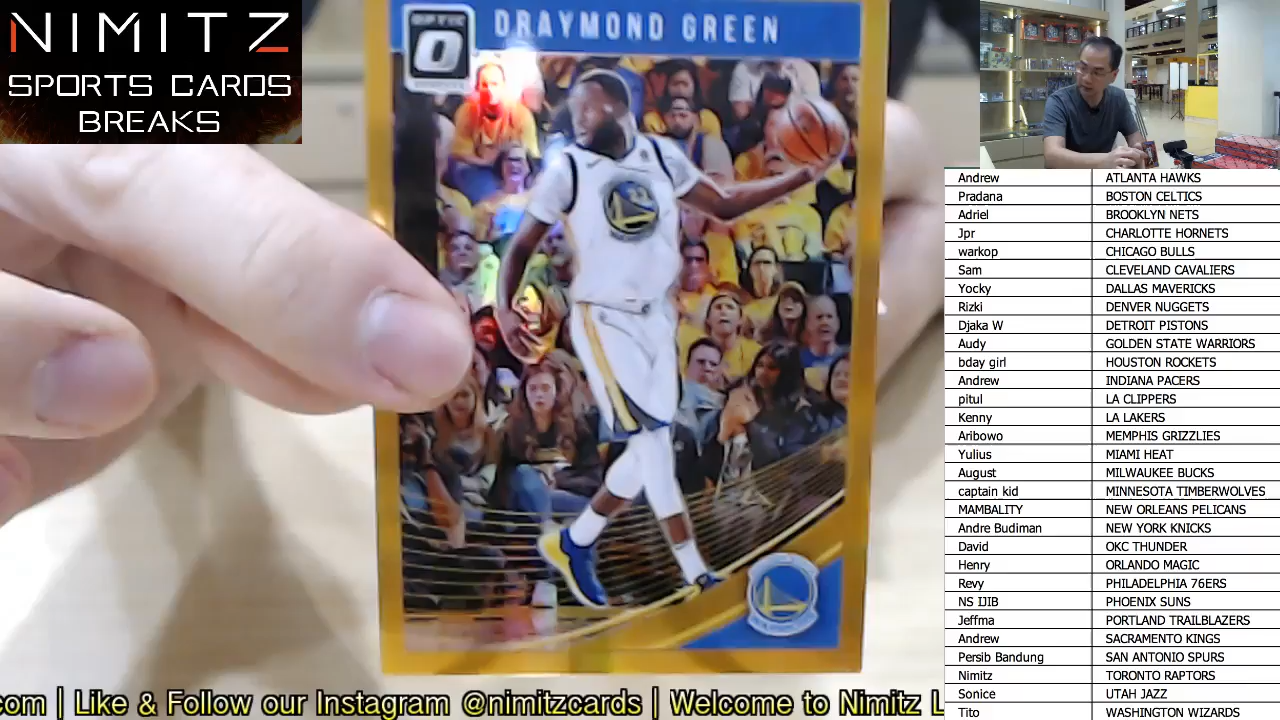 NIMITZ
SPORTS CARDS
BREAKS
OPTIC
DRAYMOND GREEN
Andrew ATLANTA HAWKS
Pradana BOSTON CELTICS
Adriel BROOKLYN NETS
Jpr CHARLOTTE HORNETS
warkop CHICAGO BULLS
Sam CLEVELAND CAVALIERS
Yocky DALLAS MAVERICKS
Rizki DENVER NUGGETS
Djaka W DETROIT PISTONS
Audy GOLDEN STATE WARRIORS
bday girl HOUSTON ROCKETS
Andrew INDIANA PACERS
pitul LA CLIPPERS
Kenny LA LAKERS
Aribowo MEMPHIS GRIZZLIES
Yulius MIAMI HEAT
August MILWAUKEE BUCKS
captain kid MINNESOTA TIMBERWOLVES
MAMBALITY NEW ORLEANS PELICANS
Andre Budiman NEW YORK KNICKS
David OKC THUNDER
Henry ORLANDO MAGIC
Revy PHILADELPHIA 76ERS
NS IJIB PHOENIX SUNS
Jeffma PORTLAND TRAILBLAZERS
Andrew SACRAMENTO KINGS
Persib Bandung SAN ANTONIO SPURS
Nimitz TORONTO RAPTORS
Sonice UTAH JAZZ
Tito WASHINGTON WIZARDS
com | Like & Follow our Instagram @nimitzcards | Welcome to Nimitz L